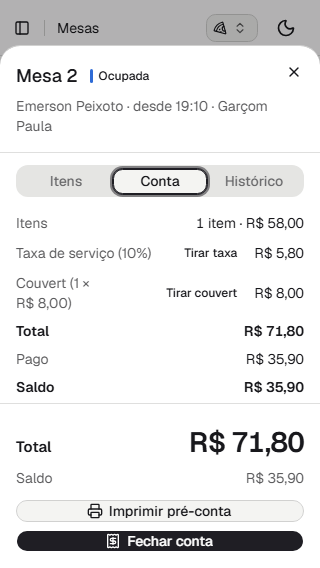 Mesas
Mesa 2 Ocupada
Emerson Peixoto · desde 19:10 · Garçom
Paula
Itens Conta Histórico
Itens 1 item · R$ 58,00
Taxa de serviço (10%) Tirar taxa R$ 5,80
Couvert (1 ×
R$ 8,00) Tirar couvert R$ 8,00
Total R$ 71,80
Pago R$ 35,90
Saldo R$ 35,90
Total R$ 71,80
Saldo R$ 35,90
Imprimir pré-conta
Fechar conta